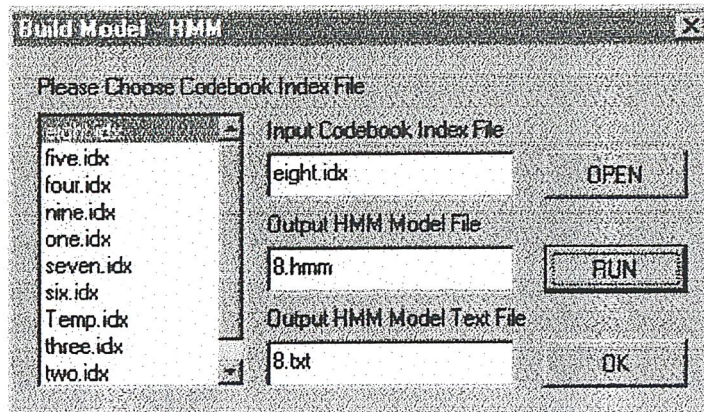 Build Model - HMM
Please Choose Codebook Index File
five.idx
four.idx
nine.idx
one.idx
seven.idx
six.idx
Temp.idx
three.idx
two.idx
Input Codebook Index File
eight.idx
OPEN
Output HMM Model File
8.hmm
RUN
Output HMM Model Text File
8.txt
OK